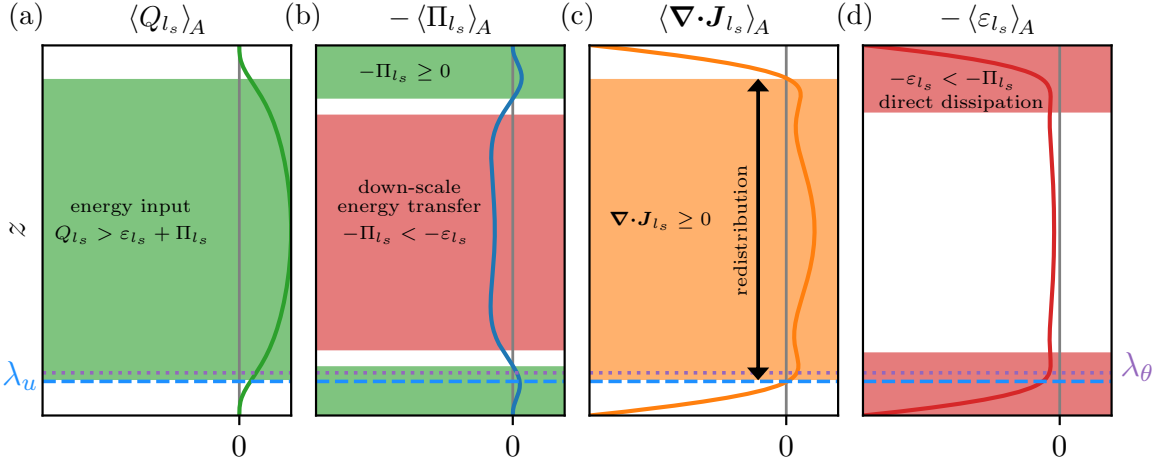 (a) ⟨Q_{l_s}⟩_A
(b) −⟨Π_{l_s}⟩_A
(c) ⟨∇·J_{l_s}⟩_A
(d) −⟨ε_{l_s}⟩_A
z
energy input
Q_{l_s} > ε_{l_s} + Π_{l_s}
λ_u
0
−Π_{l_s} ≥ 0
down-scale
energy transfer
−Π_{l_s} < −ε_{l_s}
0
∇·J_{l_s} ≥ 0
redistribution
0
−ε_{l_s} < −Π_{l_s}
direct dissipation
λ_θ
0